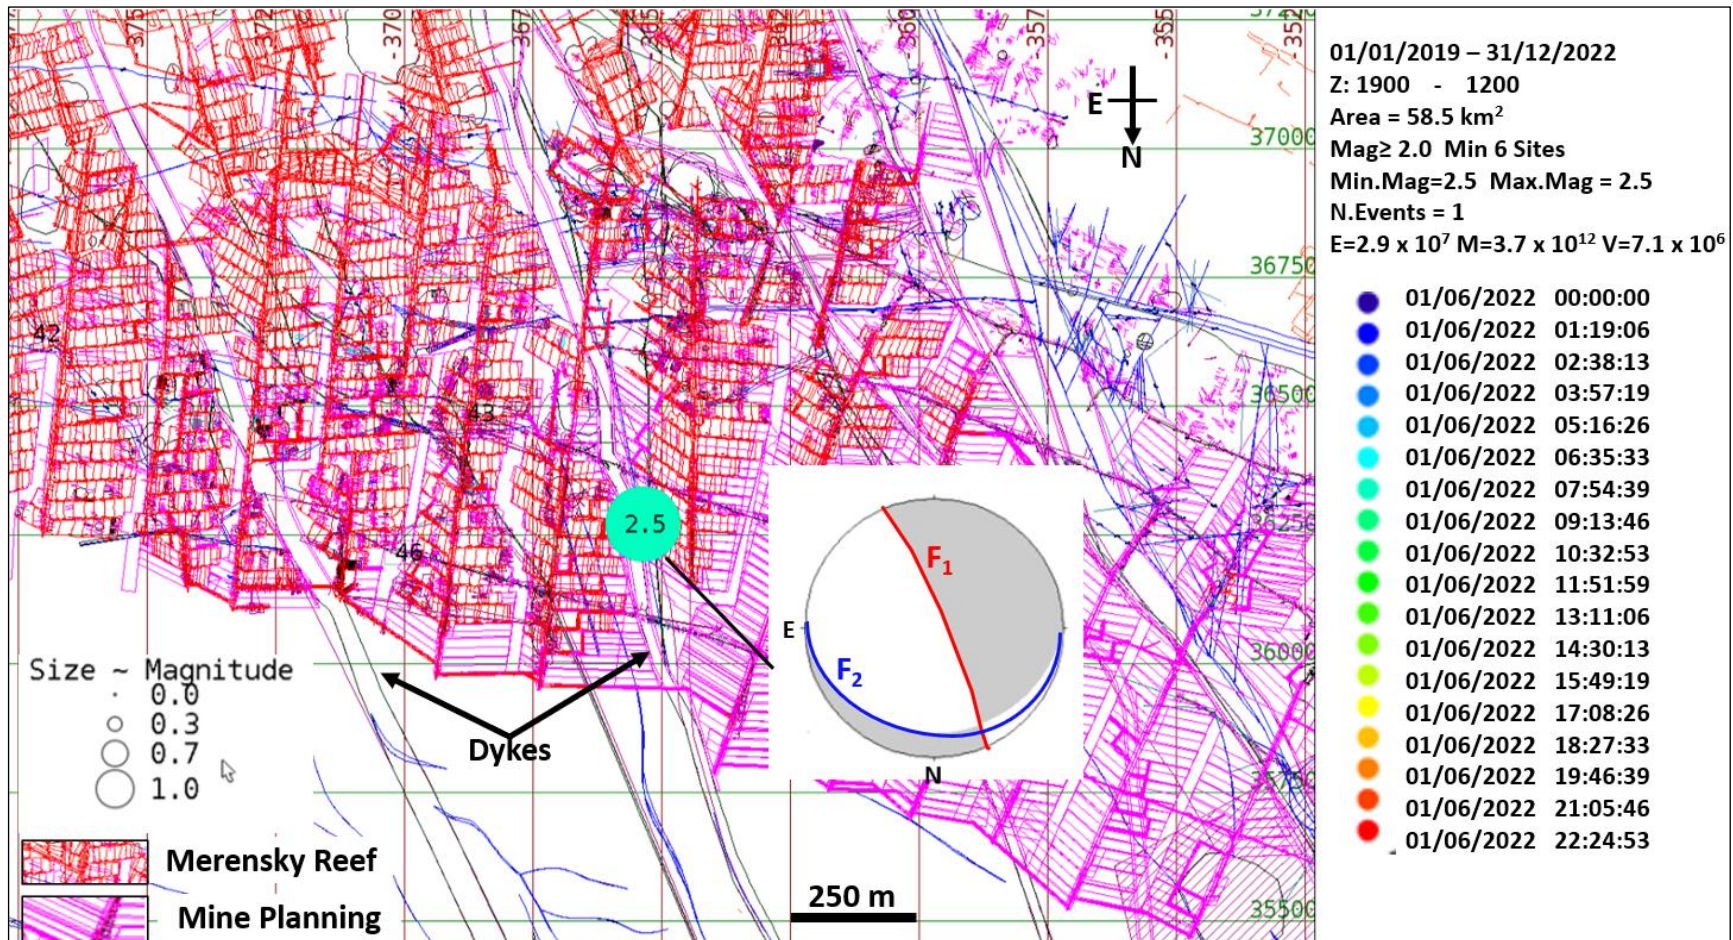 37000
36750
36500
36250
36000
35750
35500
E
N
42
43
46
2.5
F1
F2
E
N
Dykes
Size ~ Magnitude
0.0
0.3
0.7
1.0
Merensky Reef
Mine Planning
250 m
01/01/2019 – 31/12/2022
Z: 1900 - 1200
Area = 58.5 km²
Mag≥ 2.0 Min 6 Sites
Min.Mag=2.5 Max.Mag = 2.5
N.Events = 1
E=2.9 x 10⁷ M=3.7 x 10¹² V=7.1 x 10⁶
01/06/2022 00:00:00
01/06/2022 01:19:06
01/06/2022 02:38:13
01/06/2022 03:57:19
01/06/2022 05:16:26
01/06/2022 06:35:33
01/06/2022 07:54:39
01/06/2022 09:13:46
01/06/2022 10:32:53
01/06/2022 11:51:59
01/06/2022 13:11:06
01/06/2022 14:30:13
01/06/2022 15:49:19
01/06/2022 17:08:26
01/06/2022 18:27:33
01/06/2022 19:46:39
01/06/2022 21:05:46
01/06/2022 22:24:53